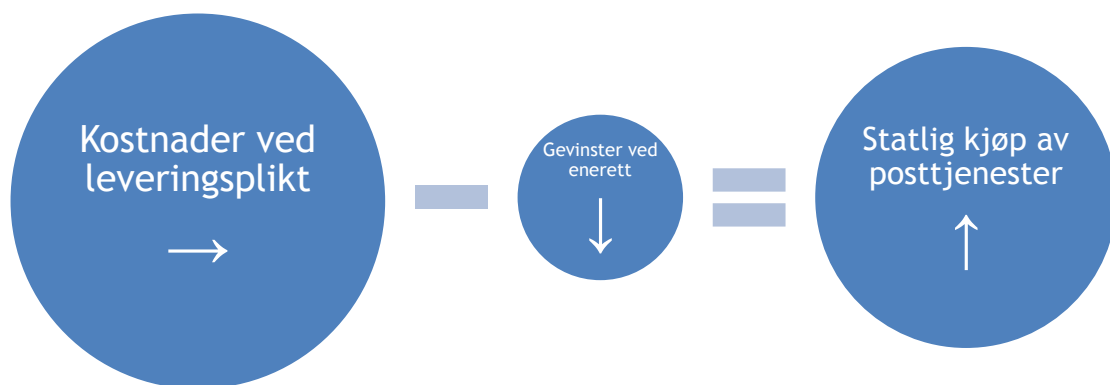 Kostnader ved
leveringsplikt
→
Gevinster ved
enerett
↓
Statlig kjøp av
posttjenester
↑